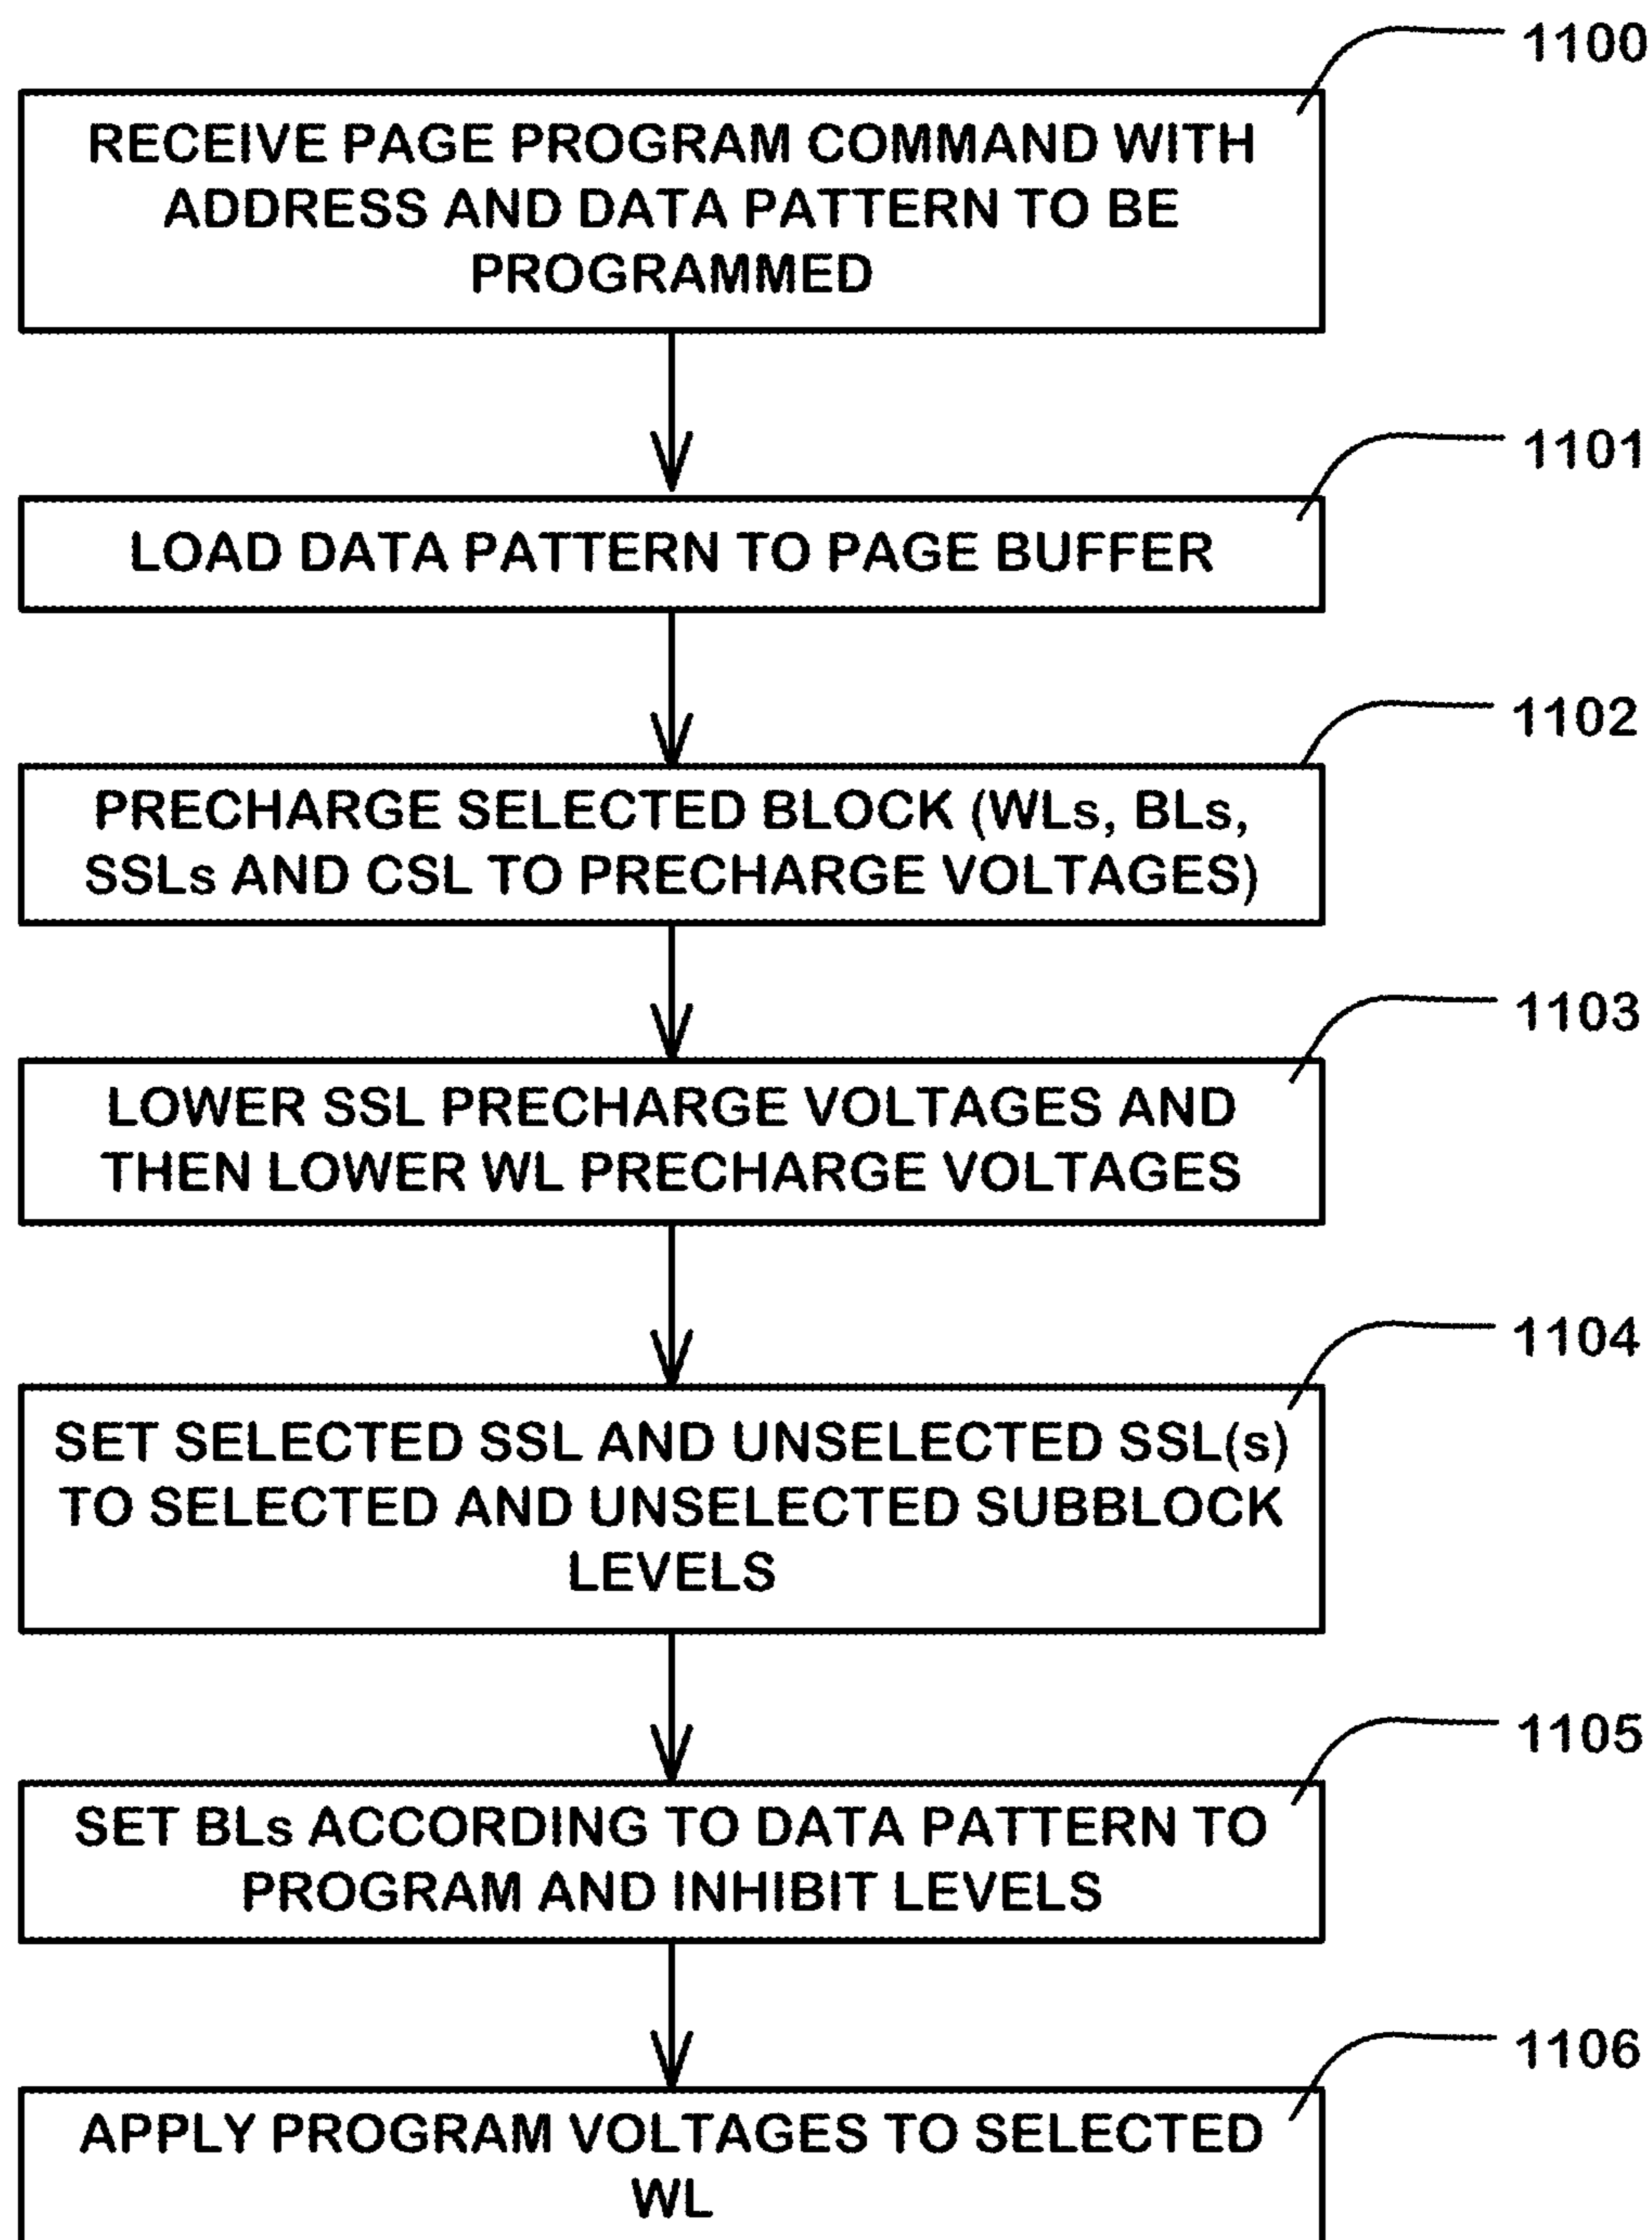 1100
RECEIVE PAGE PROGRAM COMMAND WITH
ADDRESS AND DATA PATTERN TO BE
PROGRAMMED
1101
LOAD DATA PATTERN TO PAGE BUFFER
1102
PRECHARGE SELECTED BLOCK (WLs, BLs,
SSLs AND CSL TO PRECHARGE VOLTAGES)
1103
LOWER SSL PRECHARGE VOLTAGES AND
THEN LOWER WL PRECHARGE VOLTAGES
1104
SET SELECTED SSL AND UNSELECTED SSL(s)
TO SELECTED AND UNSELECTED SUBBLOCK
LEVELS
1105
SET BLs ACCORDING TO DATA PATTERN TO
PROGRAM AND INHIBIT LEVELS
1106
APPLY PROGRAM VOLTAGES TO SELECTED
WL